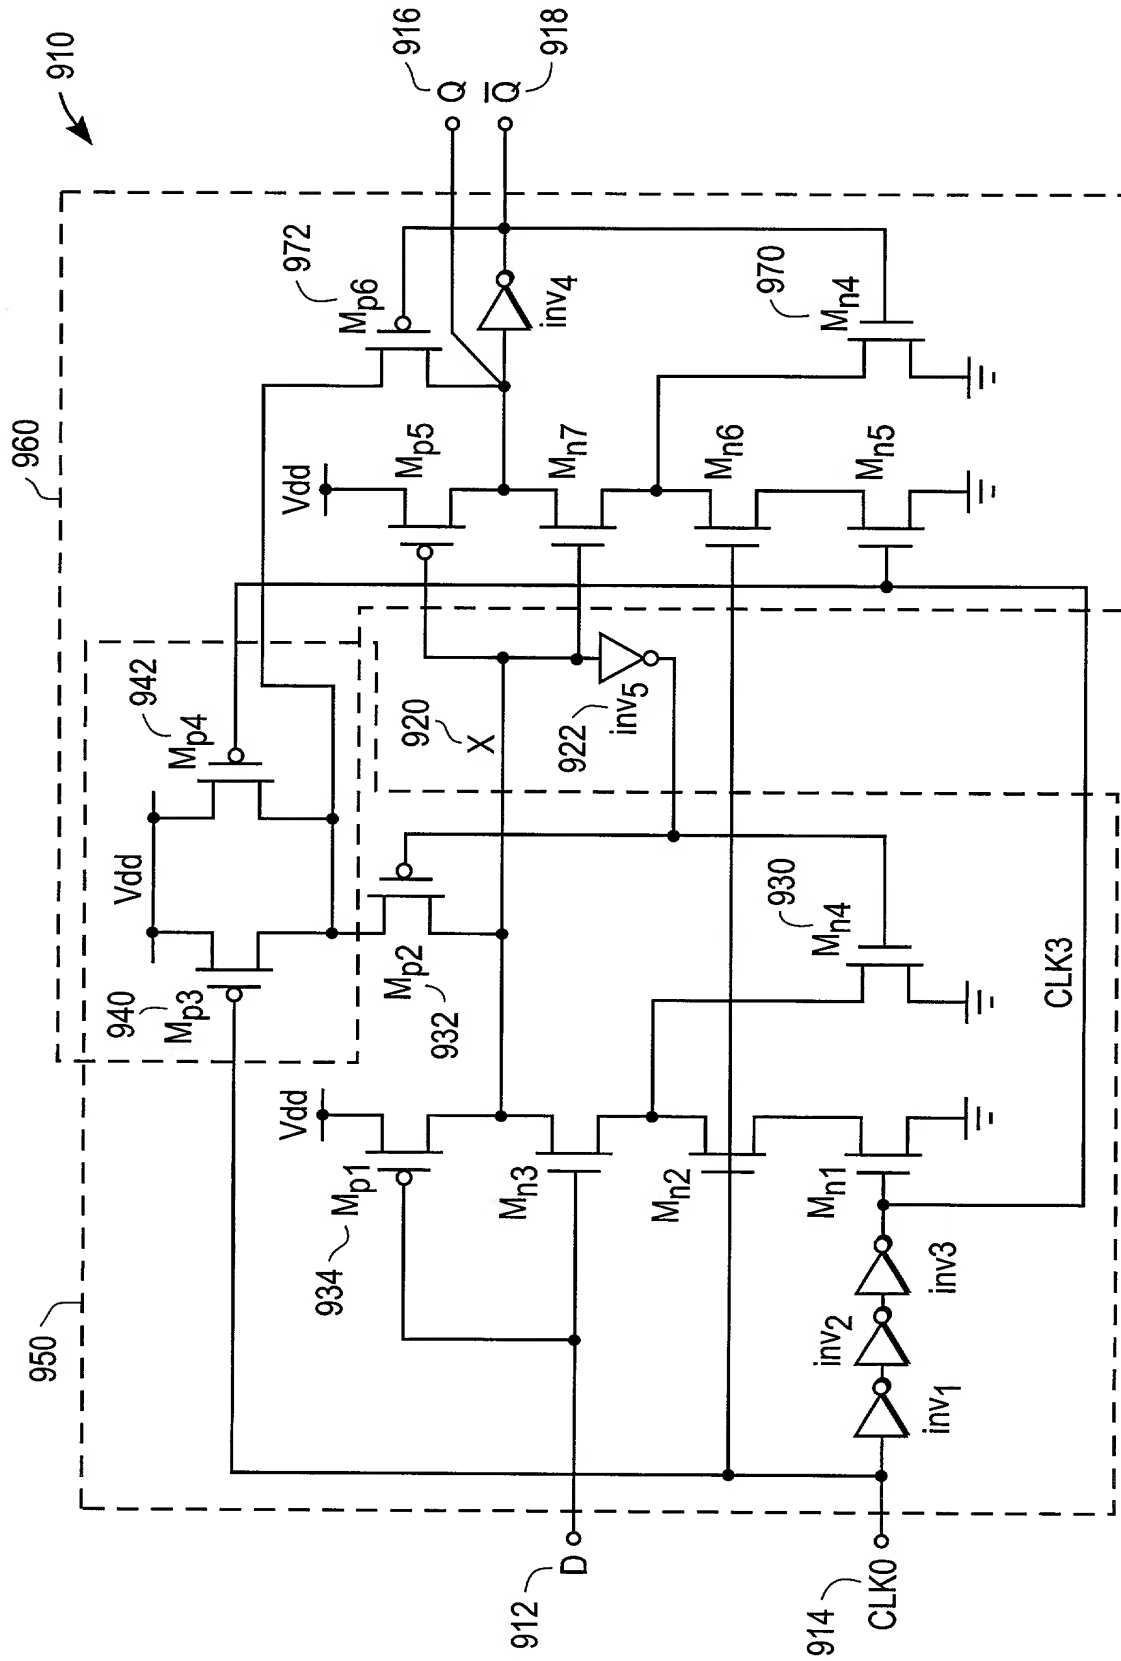 910
916
Q
Q̅
918
960
972
Mp6
inv4
970
Mn4
Vdd
Mp5
Mn7
Mn6
Mn5
942
Mp4
920
X
922
inv5
Vdd
940
Mp3
Mp2
932
930
Mn4
CLK3
Vdd
934
Mp1
Mn3
Mn2
Mn1
950
inv1
inv2
inv3
912
D
914
CLK0